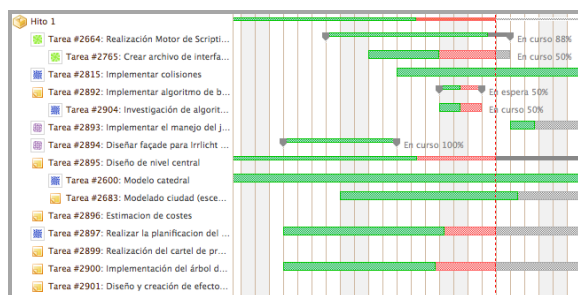 Hito 1
Tarea #2664: Realización Motor de Scripti...
En curso 88%
Tarea #2765: Crear archivo de interfa...
En curso 50%
Tarea #2815: Implementar colisiones
Tarea #2892: Implementar algoritmo de b...
En espera 50%
Tarea #2904: Investigación de algorit...
En curso 50%
Tarea #2893: Implementar el manejo del j...
Tarea #2894: Diseñar façade para Irrlicht ...
En curso 100%
Tarea #2895: Diseño de nivel central
Tarea #2600: Modelo catedral
Tarea #2683: Modelado ciudad (esce...
Tarea #2896: Estimacion de costes
Tarea #2897: Realizar la planificacion del ...
Tarea #2899: Realización del cartel de pr...
Tarea #2900: Implementación del árbol d...
Tarea #2901: Diseño y creación de efecto...